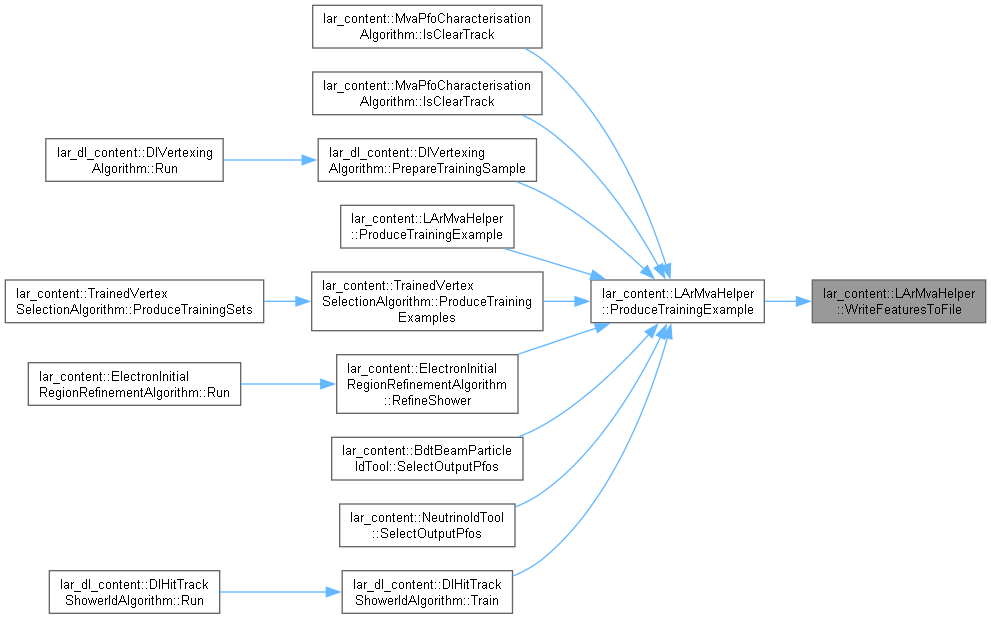 lar_content::MvaPfoCharacterisation
Algorithm::IsClearTrack
lar_content::MvaPfoCharacterisation
Algorithm::IsClearTrack
lar_dl_content::DlVertexing
Algorithm::Run
lar_dl_content::DlVertexing
Algorithm::PrepareTrainingSample
lar_content::LArMvaHelper
::ProduceTrainingExample
lar_content::TrainedVertex
SelectionAlgorithm::ProduceTrainingSets
lar_content::TrainedVertex
SelectionAlgorithm::ProduceTraining
Examples
lar_content::LArMvaHelper
::ProduceTrainingExample
lar_content::LArMvaHelper
::WriteFeaturesToFile
lar_content::ElectronInitial
RegionRefinementAlgorithm::Run
lar_content::ElectronInitial
RegionRefinementAlgorithm
::RefineShower
lar_content::BdtBeamParticle
IdTool::SelectOutputPfos
lar_content::NeutrinoIdTool
::SelectOutputPfos
lar_dl_content::DlHitTrack
ShowerIdAlgorithm::Run
lar_dl_content::DlHitTrack
ShowerIdAlgorithm::Train